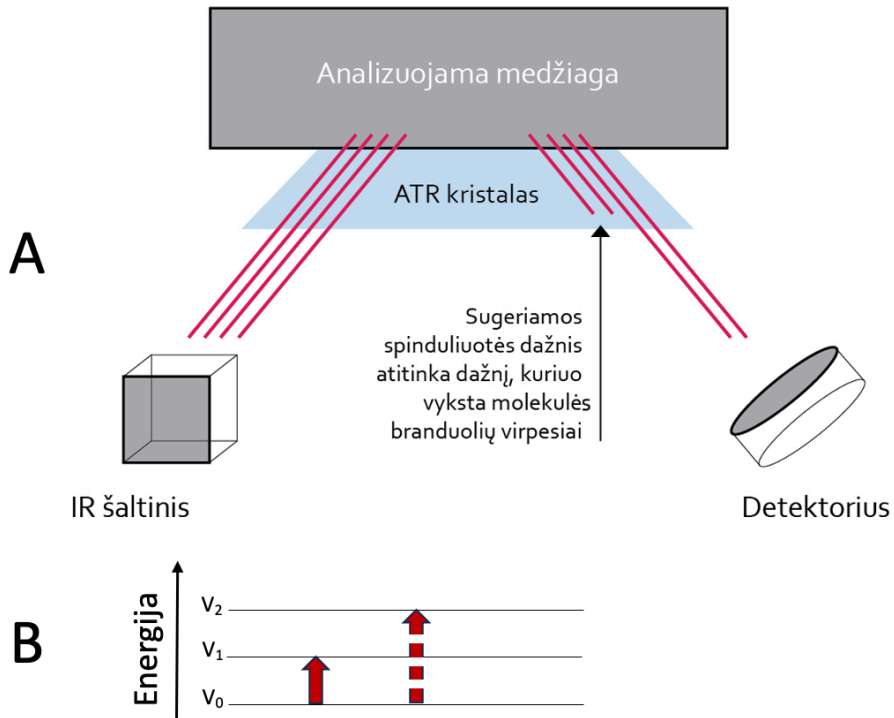 Analizuojama medžiaga
ATR kristalas
A
Sugeriamos
spinduliuotės dažnis
atitinka dažnį, kuriuo
vyksta molekulės
branduolių virpesiai
IR šaltinis
Detektorius
B
Energija
V₂
V₁
V₀